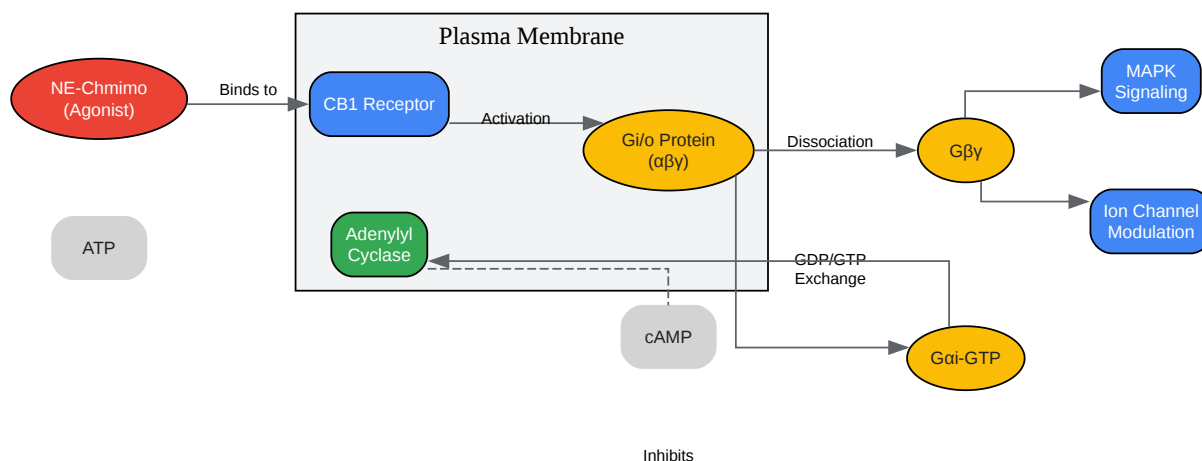 Plasma Membrane
NE-Chmimo
(Agonist)
Binds to
CB1 Receptor
Activation
Gi/o Protein
(αβγ)
Dissociation
Gβγ
MAPK
Signaling
Ion Channel
Modulation
ATP
Adenylyl
Cyclase
GDP/GTP
Exchange
cAMP
Gαi-GTP
Inhibits